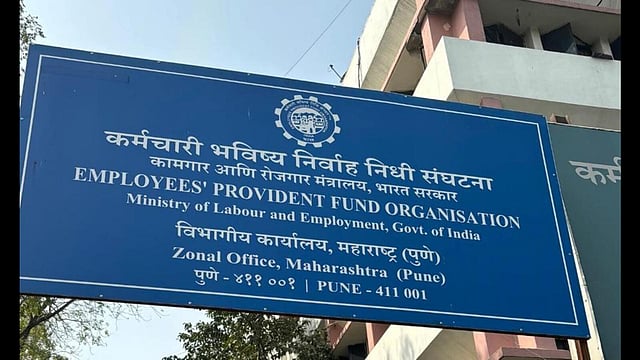 कर्मचारी भविष्य निर्वाह निधी संघटना
कामगार आणि रोजगार मंत्रालय, भारत सरकार
EMPLOYEES' PROVIDENT FUND ORGANISATION
Ministry of Labour and Employment, Govt. of India
विभागीय कार्यालय, महाराष्ट्र (पुणे)
Zonal Office, Maharashtra (Pune)
पुणे - ४११ ००१ | PUNE - 411 001